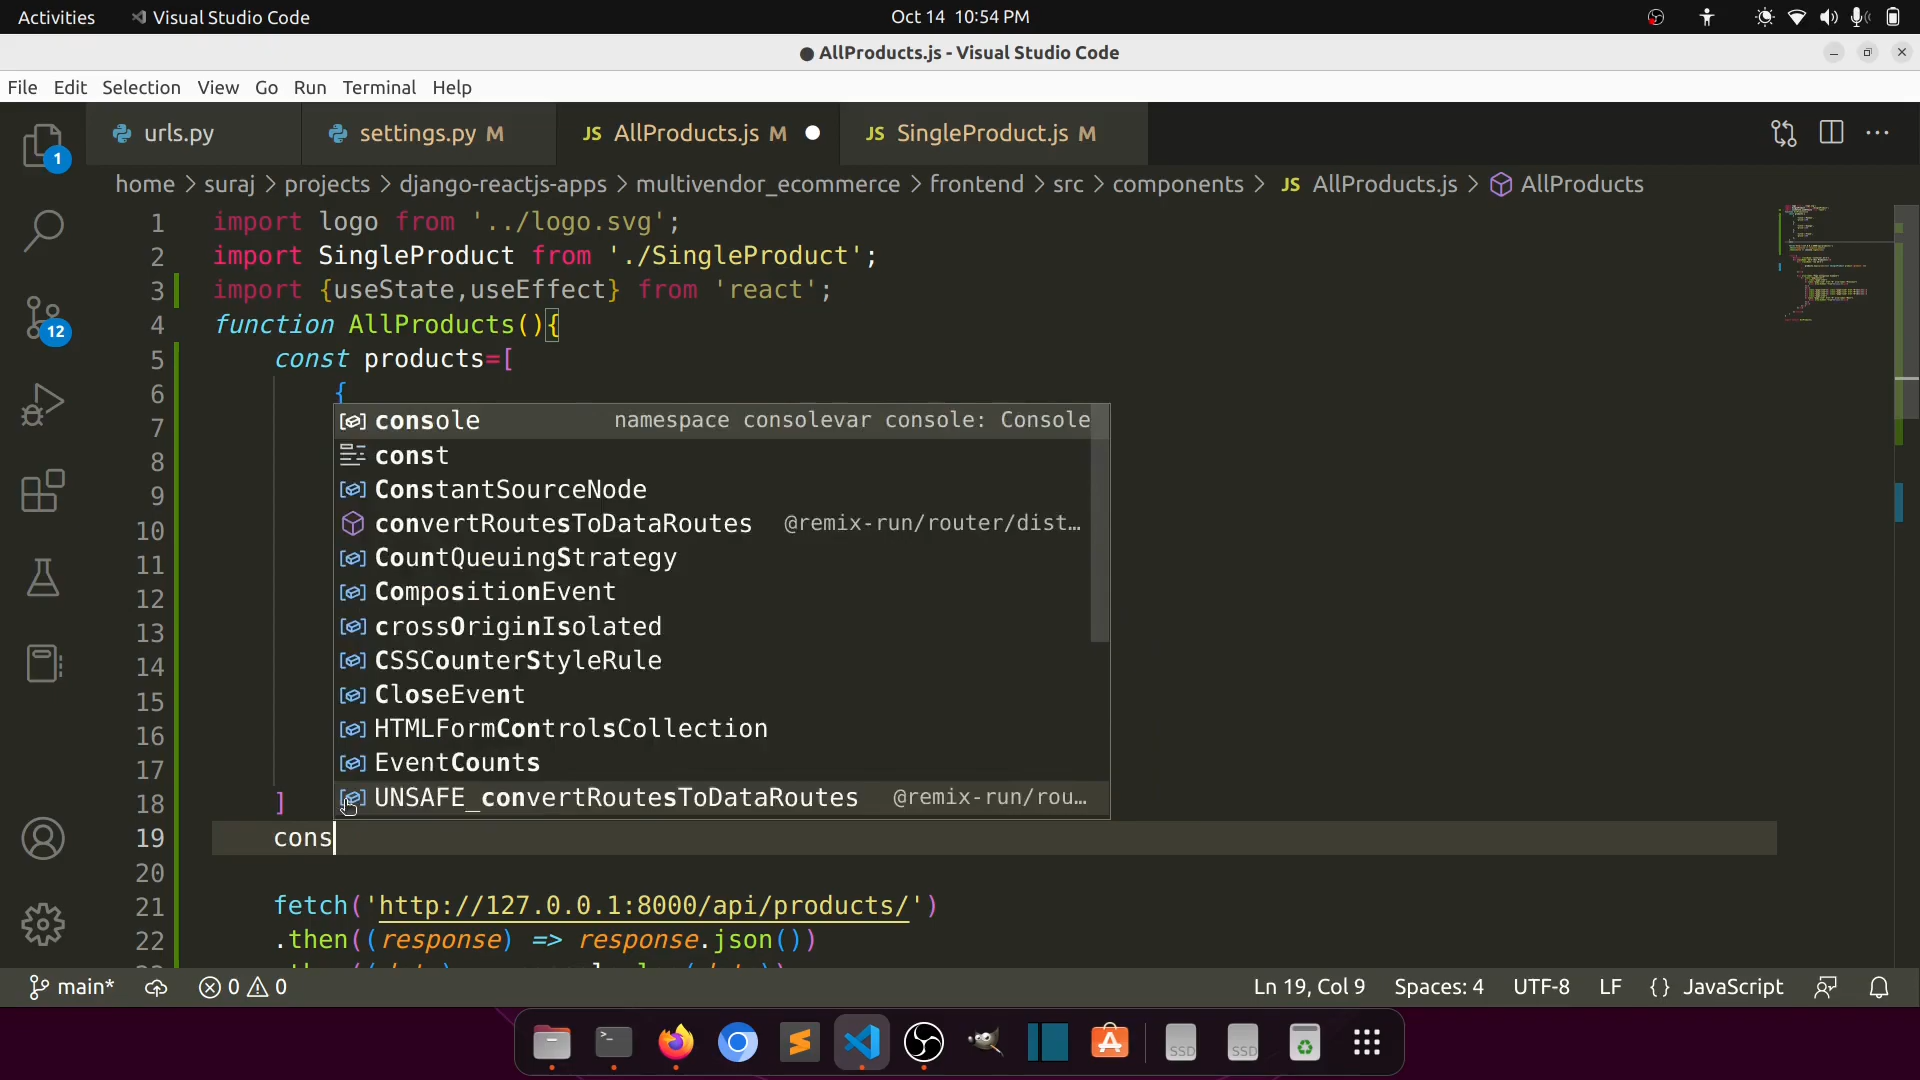 Activities Visual Studio Code Oct 14 10:54 PM
AllProducts.js - Visual Studio Code
File Edit Selection View Go Run Terminal Help
urls.py settings.py M JS AllProducts.js M JS SingleProduct.js M
home > suraj > projects > django-reactjs-apps > multivendor_ecommerce > frontend > src > components > JS AllProducts.js > AllProducts
1 import logo from '../logo.svg';
2 import SingleProduct from './SingleProduct';
3 import {useState,useEffect} from 'react';
4 function AllProducts(){
5 const products=[
6 {
7 console namespace consolevar console: Console
8 const
9 ConstantSourceNode
10 convertRoutesToDataRoutes @remix-run/router/dist…
11 CountQueuingStrategy
12 CompositionEvent
13 crossOriginIsolated
14 CSSCounterStyleRule
15 CloseEvent
16 HTMLFormControlsCollection
17 EventCounts
18 ] UNSAFE_convertRoutesToDataRoutes @remix-run/rou…
19 cons
20
21 fetch('http://127.0.0.1:8000/api/products/')
22 .then((response) => response.json())
main* 0 0 Ln 19, Col 9 Spaces: 4 UTF-8 LF {} JavaScript
1
12
SSD SSD